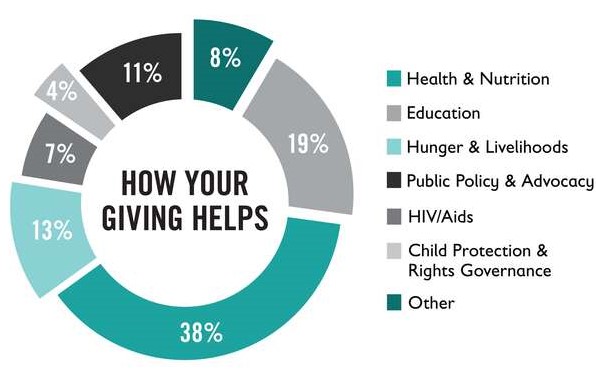 8%
11%
4%
19%
7%
13%
38%
HOW YOUR
GIVING HELPS
Health & Nutrition
Education
Hunger & Livelihoods
Public Policy & Advocacy
HIV/Aids
Child Protection &
Rights Governance
Other